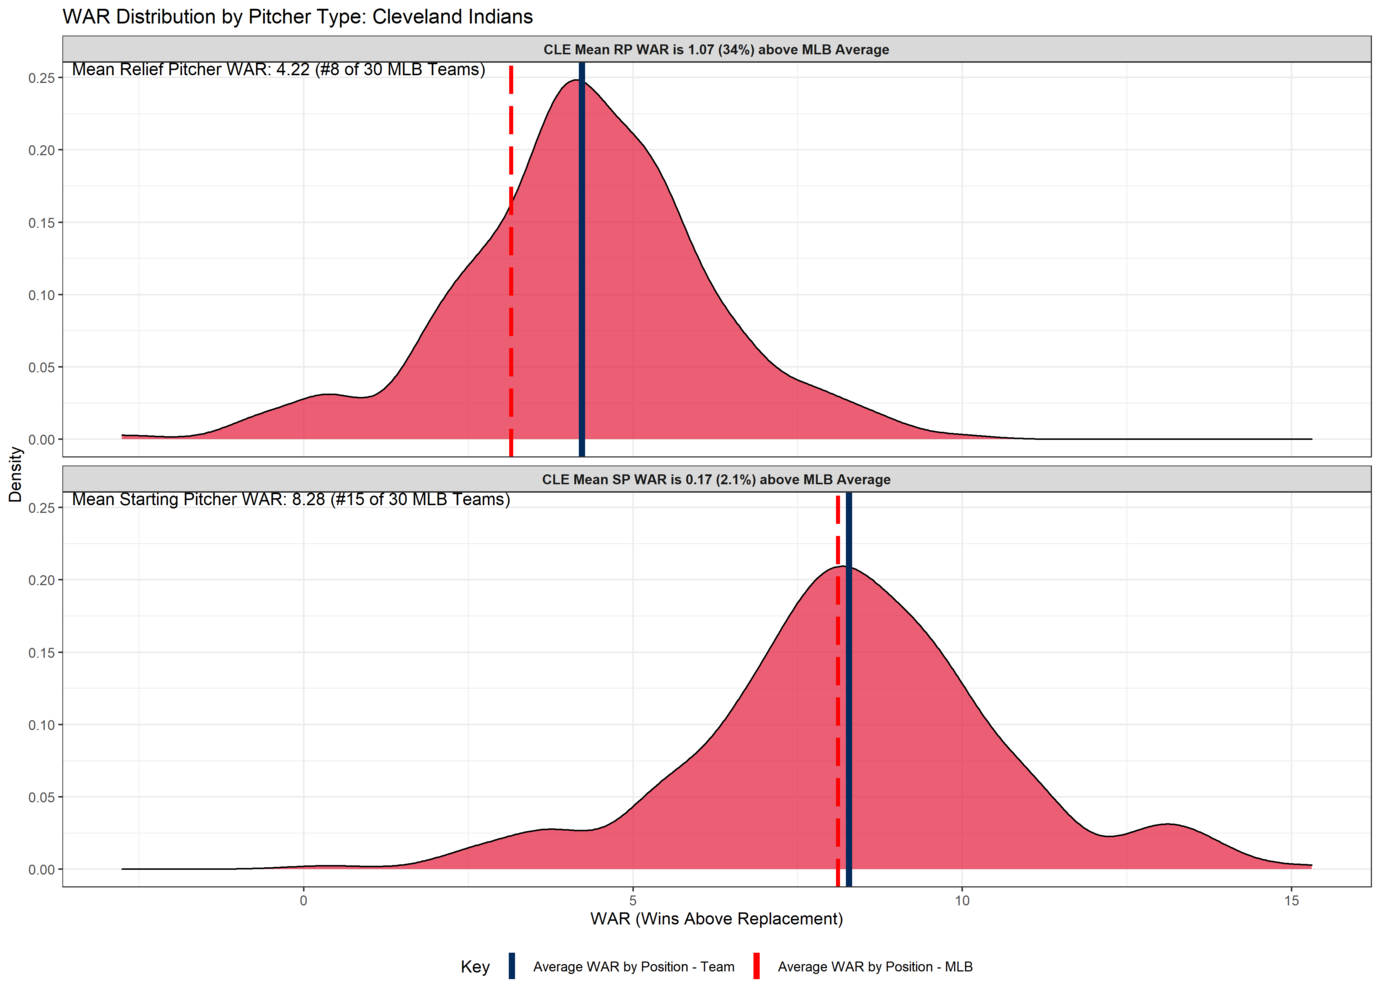 WAR Distribution by Pitcher Type: Cleveland Indians
CLE Mean RP WAR is 1.07 (34%) above MLB Average
Mean Relief Pitcher WAR: 4.22 (#8 of 30 MLB Teams)
0.25
0.20
0.15
0.10
0.05
0.00
Density
CLE Mean SP WAR is 0.17 (2.1%) above MLB Average
Mean Starting Pitcher WAR: 8.28 (#15 of 30 MLB Teams)
0.25
0.20
0.15
0.10
0.05
0.00
0 5 10 15
WAR (Wins Above Replacement)
Key Average WAR by Position - Team Average WAR by Position - MLB